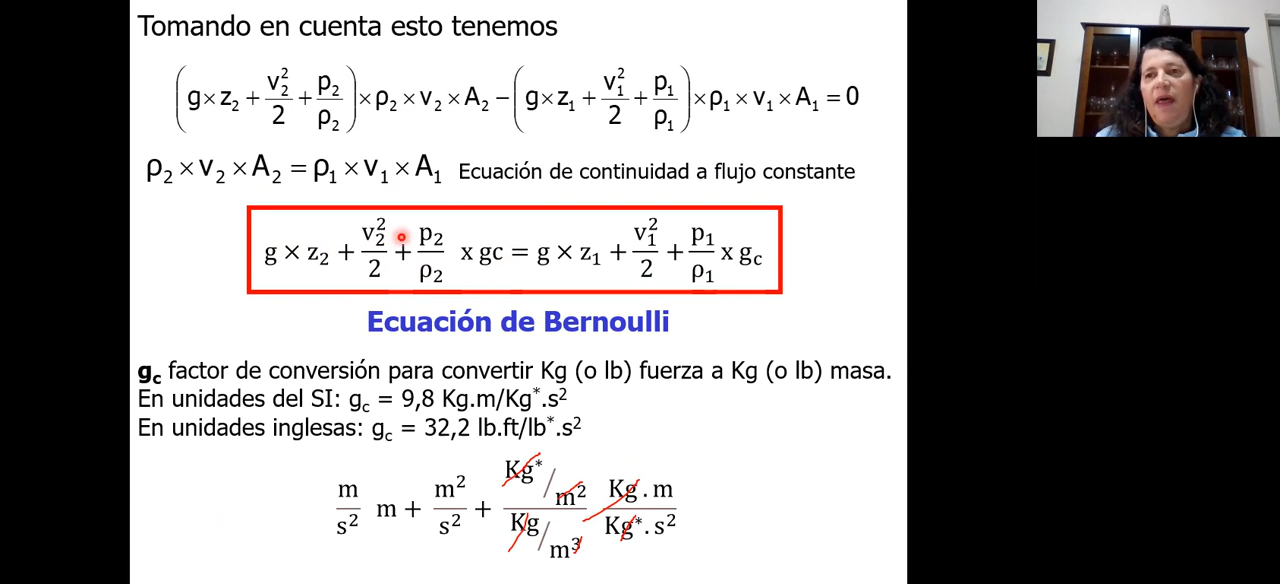 Tomando en cuenta esto tenemos
(g×z₂ + v₂²/2 + p₂/ρ₂)×ρ₂×v₂×A₂ − (g×z₁ + v₁²/2 + p₁/ρ₁)×ρ₁×v₁×A₁ = 0
ρ₂×v₂×A₂ = ρ₁×v₁×A₁ Ecuación de continuidad a flujo constante
g × z₂ + v₂²/2 + p₂/ρ₂ x gc = g × z₁ + v₁²/2 + p₁/ρ₁ x g_c
Ecuación de Bernoulli
g_c factor de conversión para convertir Kg (o lb) fuerza a Kg (o lb) masa.
En unidades del SI: g_c = 9,8 Kg.m/Kg*.s²
En unidades inglesas: g_c = 32,2 lb.ft/lb*.s²
m/s² m + m²/s² + (Kg*/m²)/(Kg/m³) (Kg.m)/(Kg*.s²)